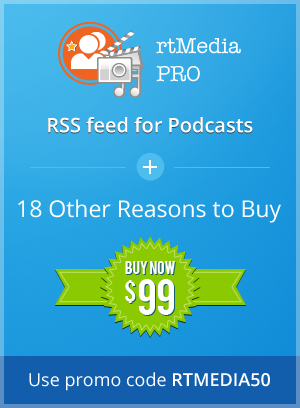 rtMedia
PRO
RSS feed for Podcasts
+
18 Other Reasons to Buy
BUY NOW
$99
Use promo code RTMEDIA50